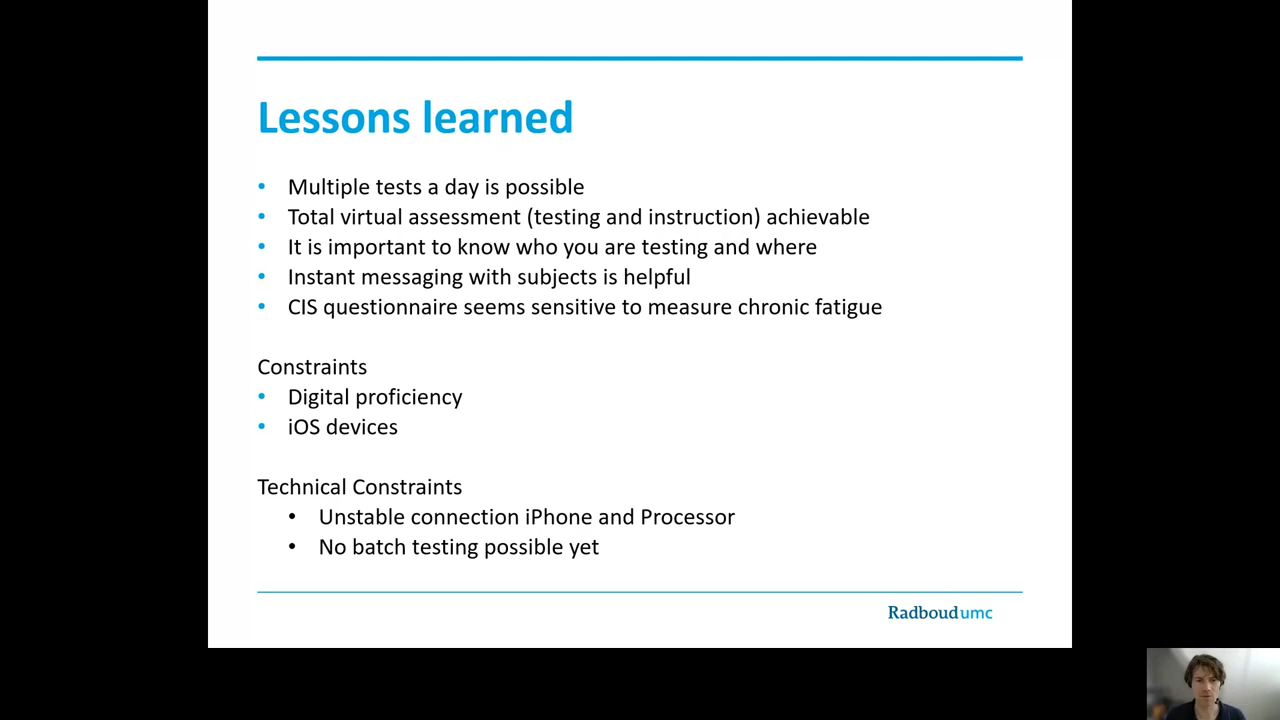 Lessons learned
• Multiple tests a day is possible
• Total virtual assessment (testing and instruction) achievable
• It is important to know who you are testing and where
• Instant messaging with subjects is helpful
• CIS questionnaire seems sensitive to measure chronic fatigue
Constraints
• Digital proficiency
• iOS devices
Technical Constraints
• Unstable connection iPhone and Processor
• No batch testing possible yet
Radboudumc